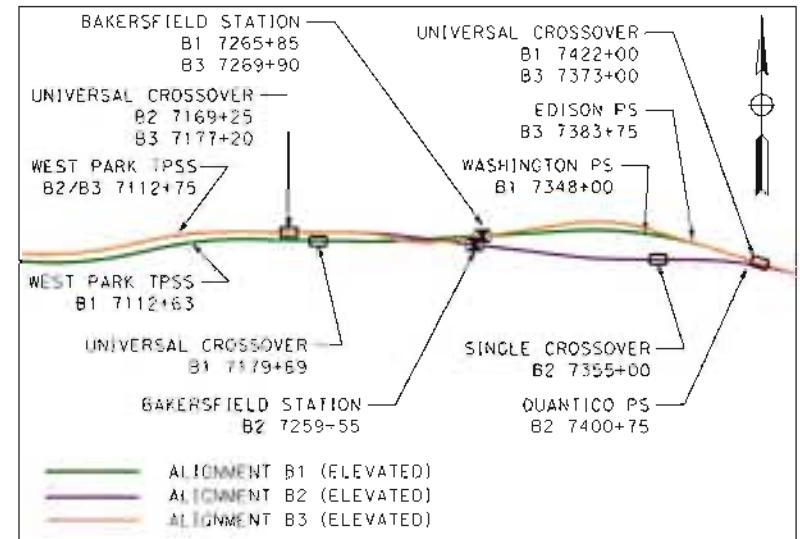 BAKERSFIELD STATION
B1 7265+85
B3 7269+90
UNIVERSAL CROSSOVER
B1 7422+00
B3 7373+00
UNIVERSAL CROSSOVER
B2 7169+25
B3 7177+20
EDISON PS
B3 7383+75
WEST PARK TPSS
B2/B3 7112+75
WASHINGTON PS
B1 7348+00
WEST PARK TPSS
B1 7112+63
UNIVERSAL CROSSOVER
B1 7179+69
SINGLE CROSSOVER
B2 7355+00
BAKERSFIELD STATION
B2 7259+55
QUANTICO PS
B2 7400+75
ALIGNMENT B1 (ELEVATED)
ALIGNMENT B2 (ELEVATED)
ALIGNMENT B3 (ELEVATED)